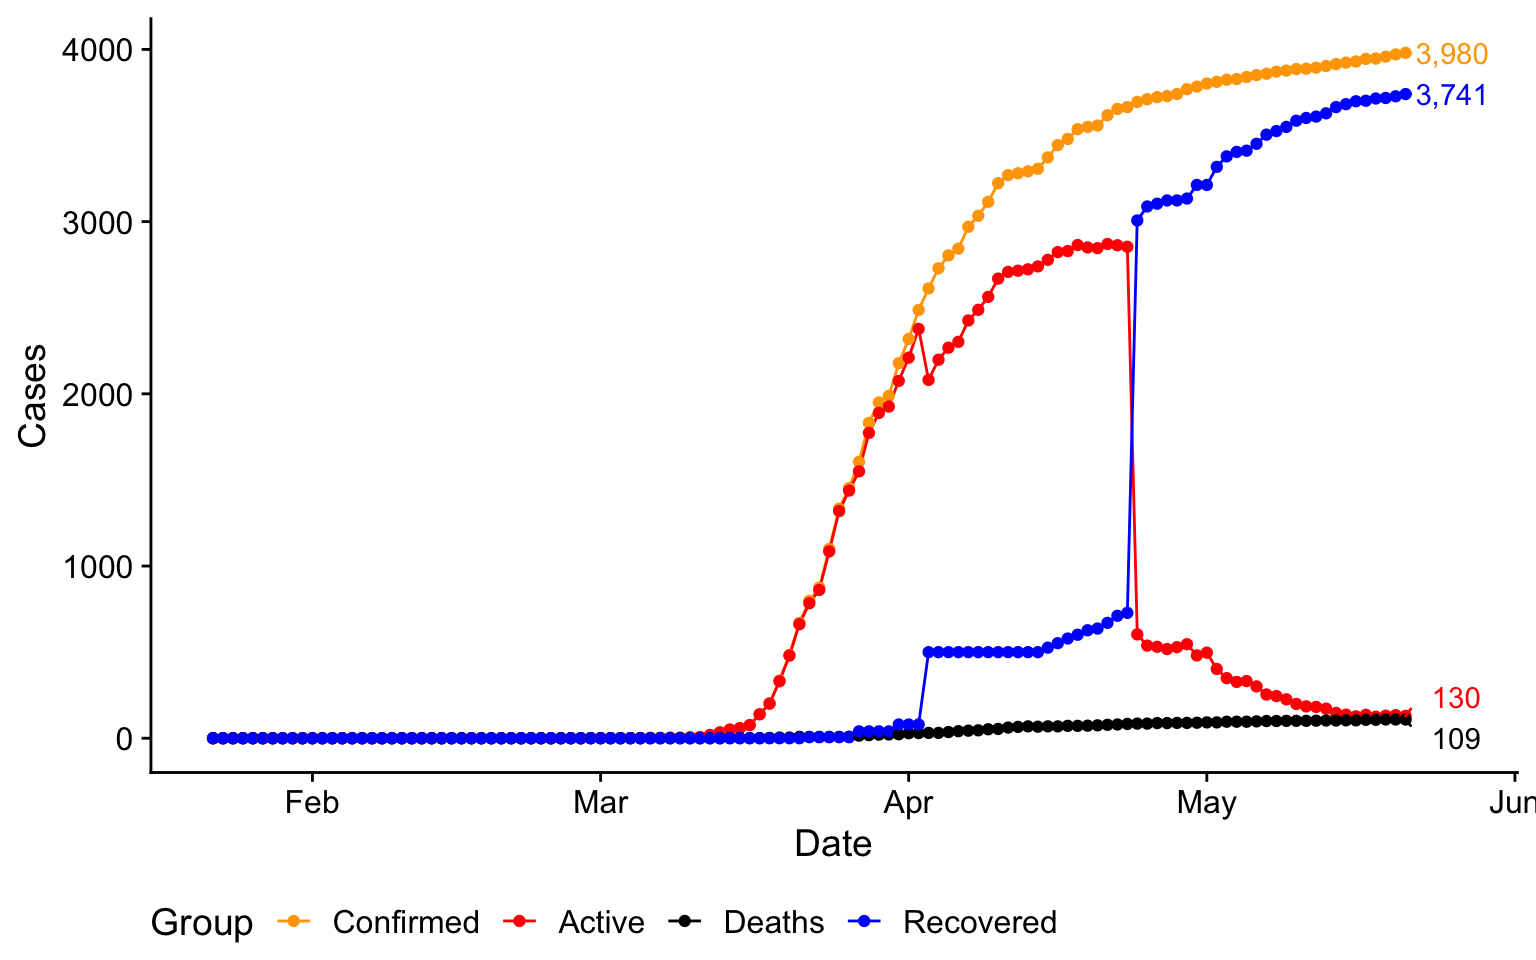 4000
3000
2000
1000
0
Cases
3,980
3,741
130
109
Feb Mar Apr May Jun
Date
Group Confirmed Active Deaths Recovered